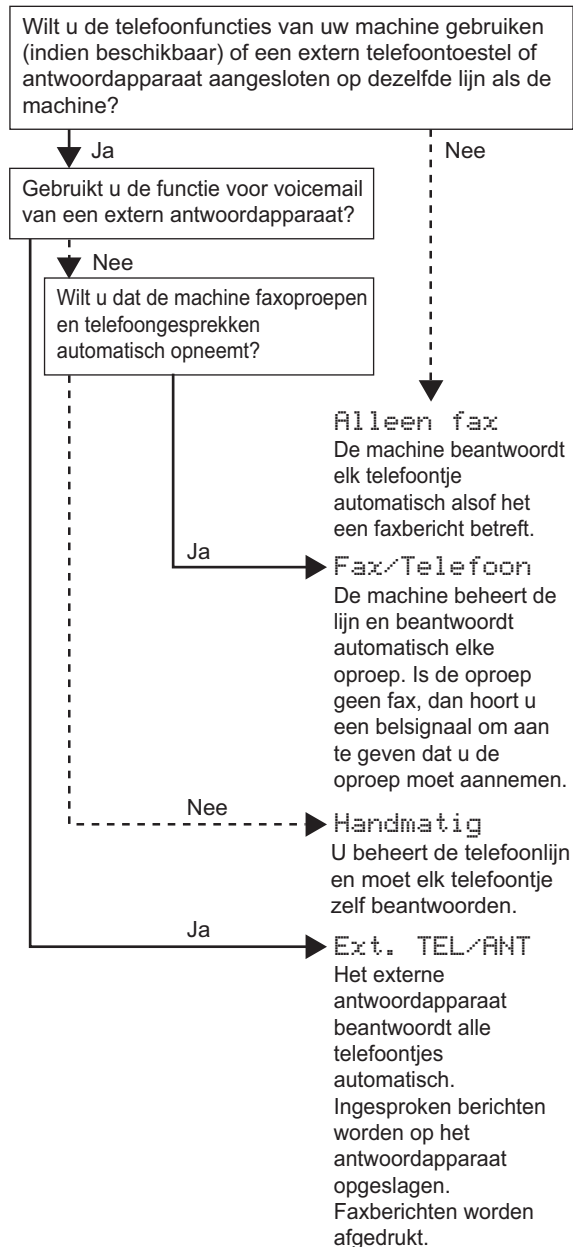 Wilt u de telefoonfuncties van uw machine gebruiken
(indien beschikbaar) of een extern telefoontoestel of
antwoordapparaat aangesloten op dezelfde lijn als de
machine?
Ja
Nee
Gebruikt u de functie voor voicemail
van een extern antwoordapparaat?
Nee
Wilt u dat de machine faxoproepen
en telefoongesprekken
automatisch opneemt?
Alleen fax
De machine beantwoordt
elk telefoontje
automatisch alsof het
een faxbericht betreft.
Ja
Fax/Telefoon
De machine beheert de
lijn en beantwoordt
automatisch elke
oproep. Is de oproep
geen fax, dan hoort u
een belsignaal om aan
te geven dat u de
oproep moet aannemen.
Nee
Handmatig
U beheert de telefoonlijn
en moet elk telefoontje
zelf beantwoorden.
Ja
Ext. TEL/ANT
Het externe
antwoordapparaat
beantwoordt alle
telefoontjes
automatisch.
Ingesproken berichten
worden op het
antwoordapparaat
opgeslagen.
Faxberichten worden
afgedrukt.